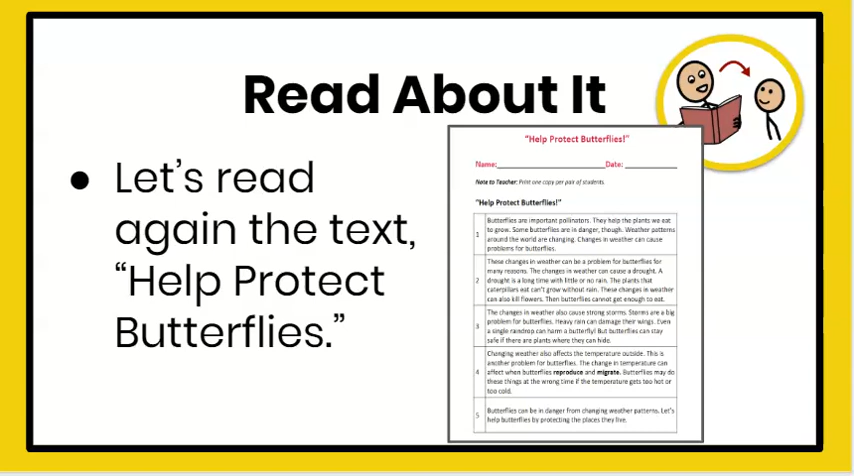 Read About It
● Let's read
again the text,
“Help Protect
Butterflies.”
“Help Protect Butterflies!”
Name:____________________Date: __________
Note to Teacher: Print one copy per pair of students.
“Help Protect Butterflies!”
1
Butterflies are important pollinators. They help the plants we eat
to grow. Some butterflies are in danger, though. Weather patterns
around the world are changing. Changes in weather can cause
problems for butterflies.
2
These changes in weather can be a problem for butterflies for
many reasons. The changes in weather can cause a drought. A
drought is a long time with little or no rain. The plants that
caterpillars eat can't grow without rain. These changes in weather
can also kill flowers. Then butterflies cannot get enough to eat.
3
The changes in weather also cause strong storms. Storms are a big
problem for butterflies. Heavy rain can damage their wings. Even
a single raindrop can harm a butterfly! But butterflies can stay
safe if there are plants where they can hide.
4
Changing weather also affects the temperature outside. This is
another problem for butterflies. The change in temperature can
affect when butterflies reproduce and migrate. Butterflies may do
these things at the wrong time if the temperature gets too hot or
too cold.
5
Butterflies can be in danger from changing weather patterns. Let's
help butterflies by protecting the places they live.